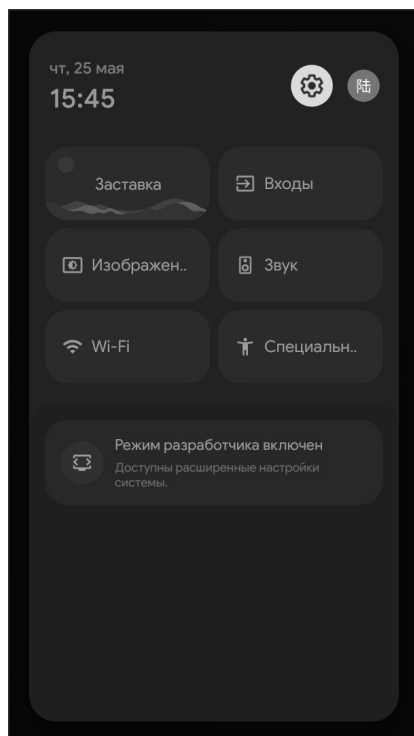 чт, 25 мая
15:45
陆
Заставка
Входы
Изображен..
Звук
Wi-Fi
Специальн..
Режим разработчика включен
Доступны расширенные настройки
системы.